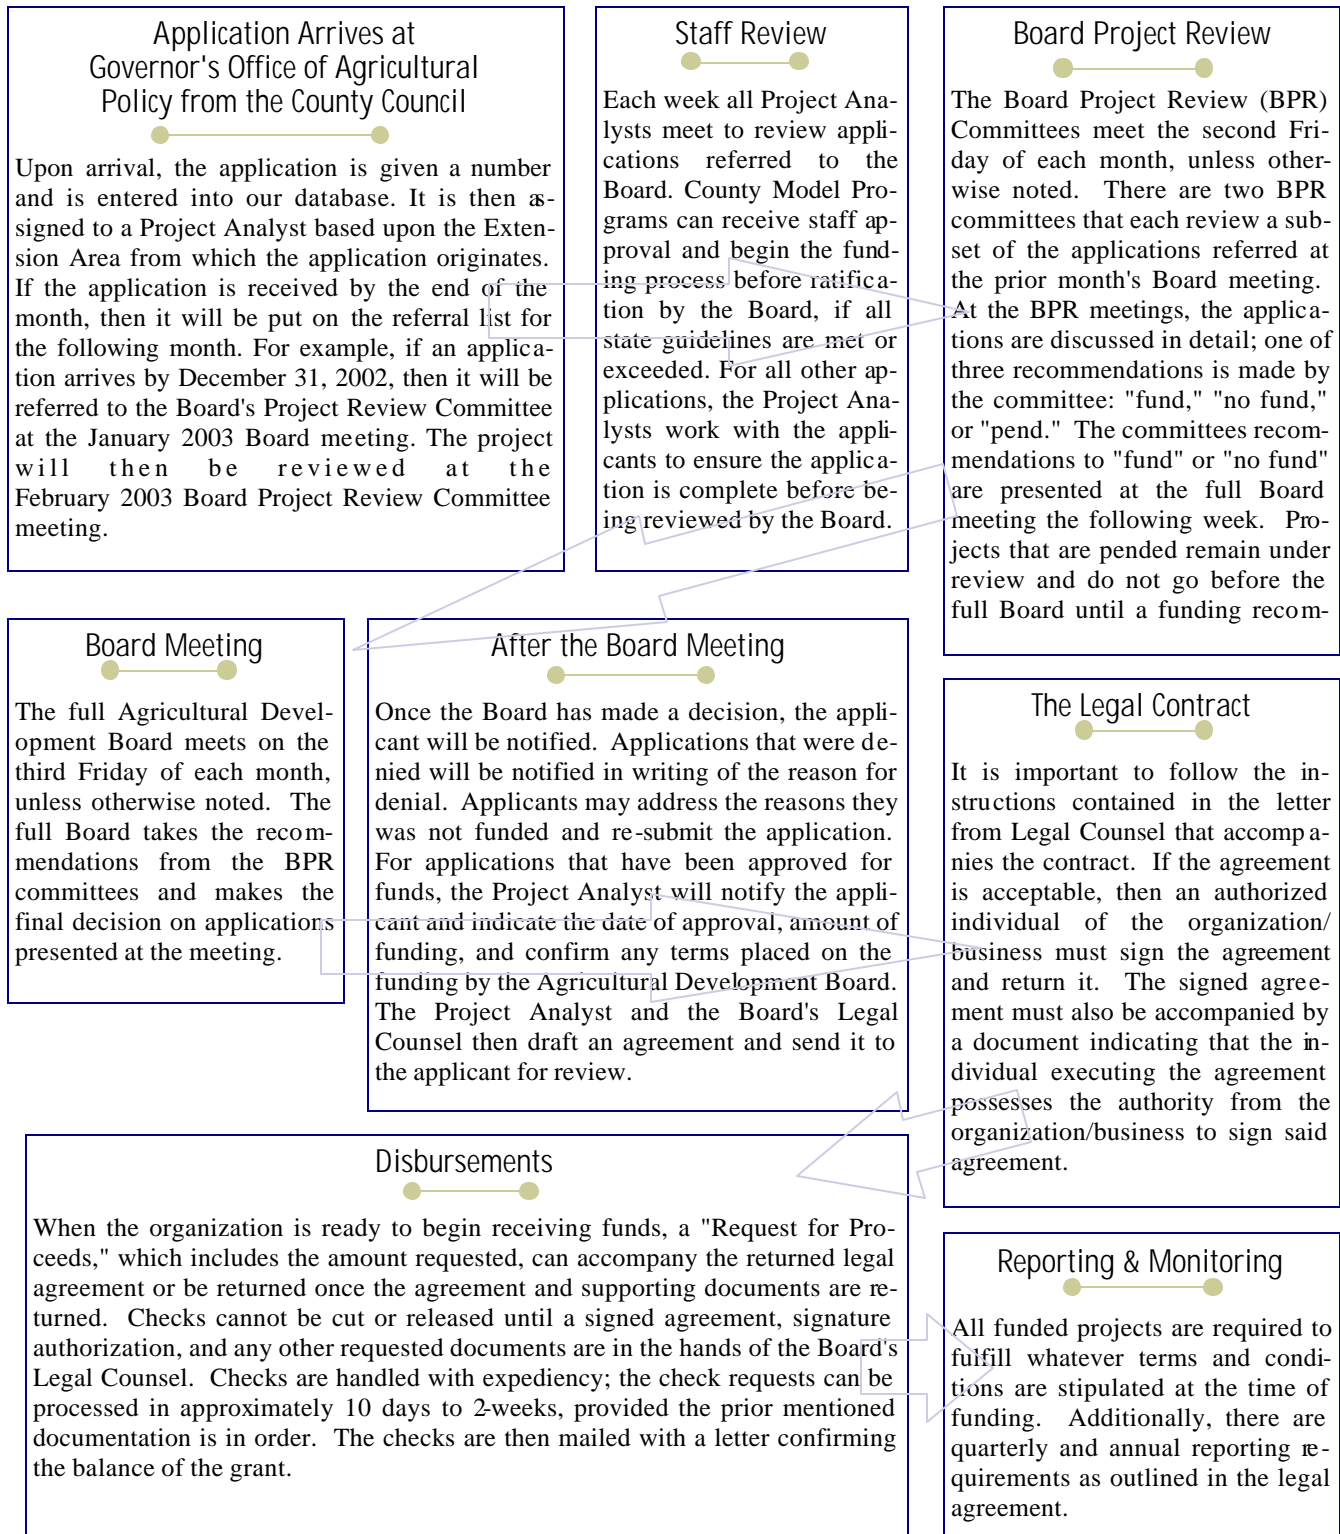 Application Arrives at
Governor's Office of Agricultural
Policy from the County Council
Upon arrival, the application is given a number
and is entered into our database. It is then as-
signed to a Project Analyst based upon the Exten-
sion Area from which the application originates.
If the application is received by the end of the
month, then it will be put on the referral list for
the following month. For example, if an applica-
tion arrives by December 31, 2002, then it will be
referred to the Board's Project Review Committee
at the January 2003 Board meeting. The project
will then be reviewed at the
February 2003 Board Project Review Committee
meeting.
Staff Review
Each week all Project Ana-
lysts meet to review appli-
cations referred to the
Board. County Model Pro-
grams can receive staff ap-
proval and begin the fund-
ing process before ratifica-
tion by the Board, if all
state guidelines are met or
exceeded. For all other ap-
plications, the Project Ana-
lysts work with the appli-
cants to ensure the applica-
tion is complete before be-
ing reviewed by the Board.
Board Project Review
The Board Project Review (BPR)
Committees meet the second Fri-
day of each month, unless other-
wise noted. There are two BPR
committees that each review a sub-
set of the applications referred at
the prior month's Board meeting.
At the BPR meetings, the applica-
tions are discussed in detail; one of
three recommendations is made by
the committee: "fund," "no fund,"
or "pend." The committees recom-
mendations to "fund" or "no fund"
are presented at the full Board
meeting the following week. Pro-
jects that are pended remain under
review and do not go before the
full Board until a funding recom-
Board Meeting
The full Agricultural Devel-
opment Board meets on the
third Friday of each month,
unless otherwise noted. The
full Board takes the recom-
mendations from the BPR
committees and makes the
final decision on applications
presented at the meeting.
After the Board Meeting
Once the Board has made a decision, the appli-
cant will be notified. Applications that were de-
nied will be notified in writing of the reason for
denial. Applicants may address the reasons they
was not funded and re-submit the application.
For applications that have been approved for
funds, the Project Analyst will notify the appli-
cant and indicate the date of approval, amount of
funding, and confirm any terms placed on the
funding by the Agricultural Development Board.
The Project Analyst and the Board's Legal
Counsel then draft an agreement and send it to
the applicant for review.
The Legal Contract
It is important to follow the in-
structions contained in the letter
from Legal Counsel that accompa-
nies the contract. If the agreement
is acceptable, then an authorized
individual of the organization/
business must sign the agreement
and return it. The signed agree-
ment must also be accompanied by
a document indicating that the in-
dividual executing the agreement
possesses the authority from the
organization/business to sign said
agreement.
Disbursements
When the organization is ready to begin receiving funds, a "Request for Pro-
ceeds," which includes the amount requested, can accompany the returned legal
agreement or be returned once the agreement and supporting documents are re-
turned. Checks cannot be cut or released until a signed agreement, signature
authorization, and any other requested documents are in the hands of the Board's
Legal Counsel. Checks are handled with expediency; the check requests can be
processed in approximately 10 days to 2-weeks, provided the prior mentioned
documentation is in order. The checks are then mailed with a letter confirming
the balance of the grant.
Reporting & Monitoring
All funded projects are required to
fulfill whatever terms and condi-
tions are stipulated at the time of
funding. Additionally, there are
quarterly and annual reporting re-
quirements as outlined in the legal
agreement.